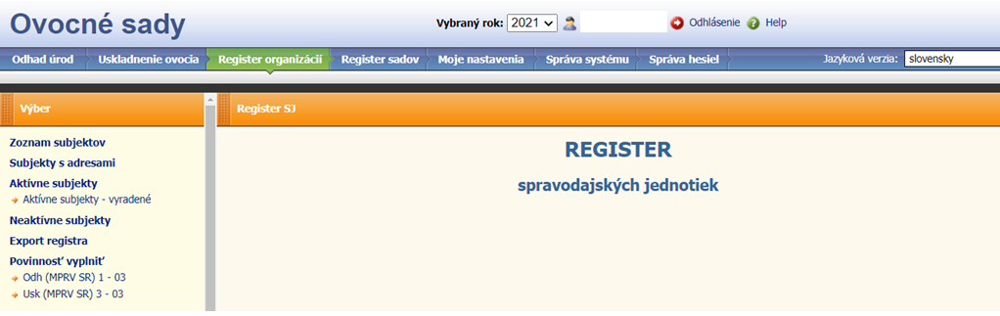 Ovocné sady
Vybraný rok: 2021 Odhlásenie Help
Odhad úrod Uskladnenie ovocia Register organizácií Register sadov Moje nastavenia Správa systému Správa hesiel Jazyková verzia: slovensky
Výber
Register SJ
Zoznam subjektov
Subjekty s adresami
Aktívne subjekty
Aktívne subjekty - vyradené
Neaktívne subjekty
Export registra
Povinnosť vyplniť
Odh (MPRV SR) 1 - 03
Usk (MPRV SR) 3 - 03
REGISTER
spravodajských jednotiek